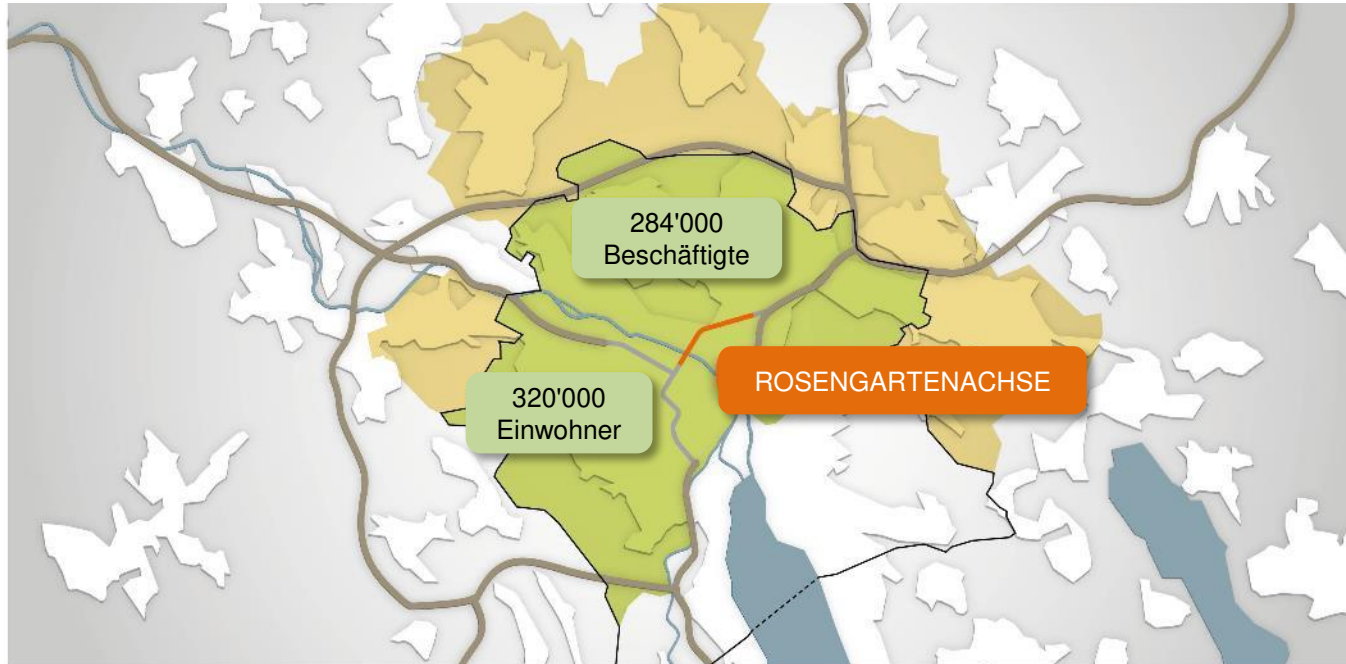 284'000
Beschäftigte
ROSENGARTENACHSE
320'000
Einwohner